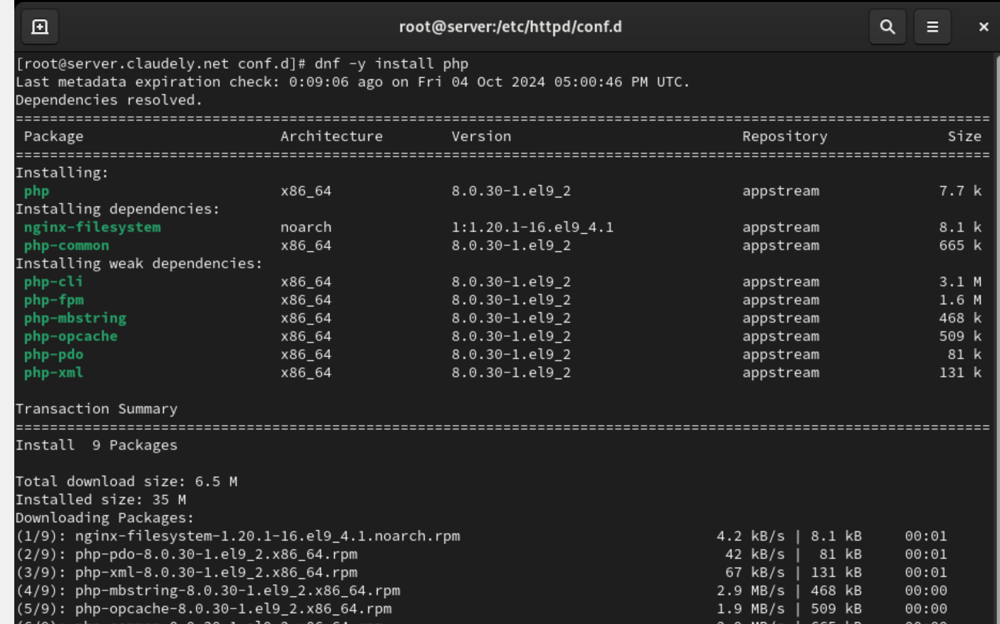 root@server:/etc/httpd/conf.d
[root@server.claudely.net conf.d]# dnf -y install php
Last metadata expiration check: 0:09:06 ago on Fri 04 Oct 2024 05:00:46 PM UTC.
Dependencies resolved.
================================================================================
Package Architecture Version Repository Size
================================================================================
Installing:
php x86_64 8.0.30-1.el9_2 appstream 7.7 k
Installing dependencies:
nginx-filesystem noarch 1:1.20.1-16.el9_4.1 appstream 8.1 k
php-common x86_64 8.0.30-1.el9_2 appstream 665 k
Installing weak dependencies:
php-cli x86_64 8.0.30-1.el9_2 appstream 3.1 M
php-fpm x86_64 8.0.30-1.el9_2 appstream 1.6 M
php-mbstring x86_64 8.0.30-1.el9_2 appstream 468 k
php-opcache x86_64 8.0.30-1.el9_2 appstream 509 k
php-pdo x86_64 8.0.30-1.el9_2 appstream 81 k
php-xml x86_64 8.0.30-1.el9_2 appstream 131 k
Transaction Summary
================================================================================
Install 9 Packages
Total download size: 6.5 M
Installed size: 35 M
Downloading Packages:
(1/9): nginx-filesystem-1.20.1-16.el9_4.1.noarch.rpm 4.2 kB/s | 8.1 kB 00:01
(2/9): php-pdo-8.0.30-1.el9_2.x86_64.rpm 42 kB/s | 81 kB 00:01
(3/9): php-xml-8.0.30-1.el9_2.x86_64.rpm 67 kB/s | 131 kB 00:01
(4/9): php-mbstring-8.0.30-1.el9_2.x86_64.rpm 2.9 MB/s | 468 kB 00:00
(5/9): php-opcache-8.0.30-1.el9_2.x86_64.rpm 1.9 MB/s | 509 kB 00:00